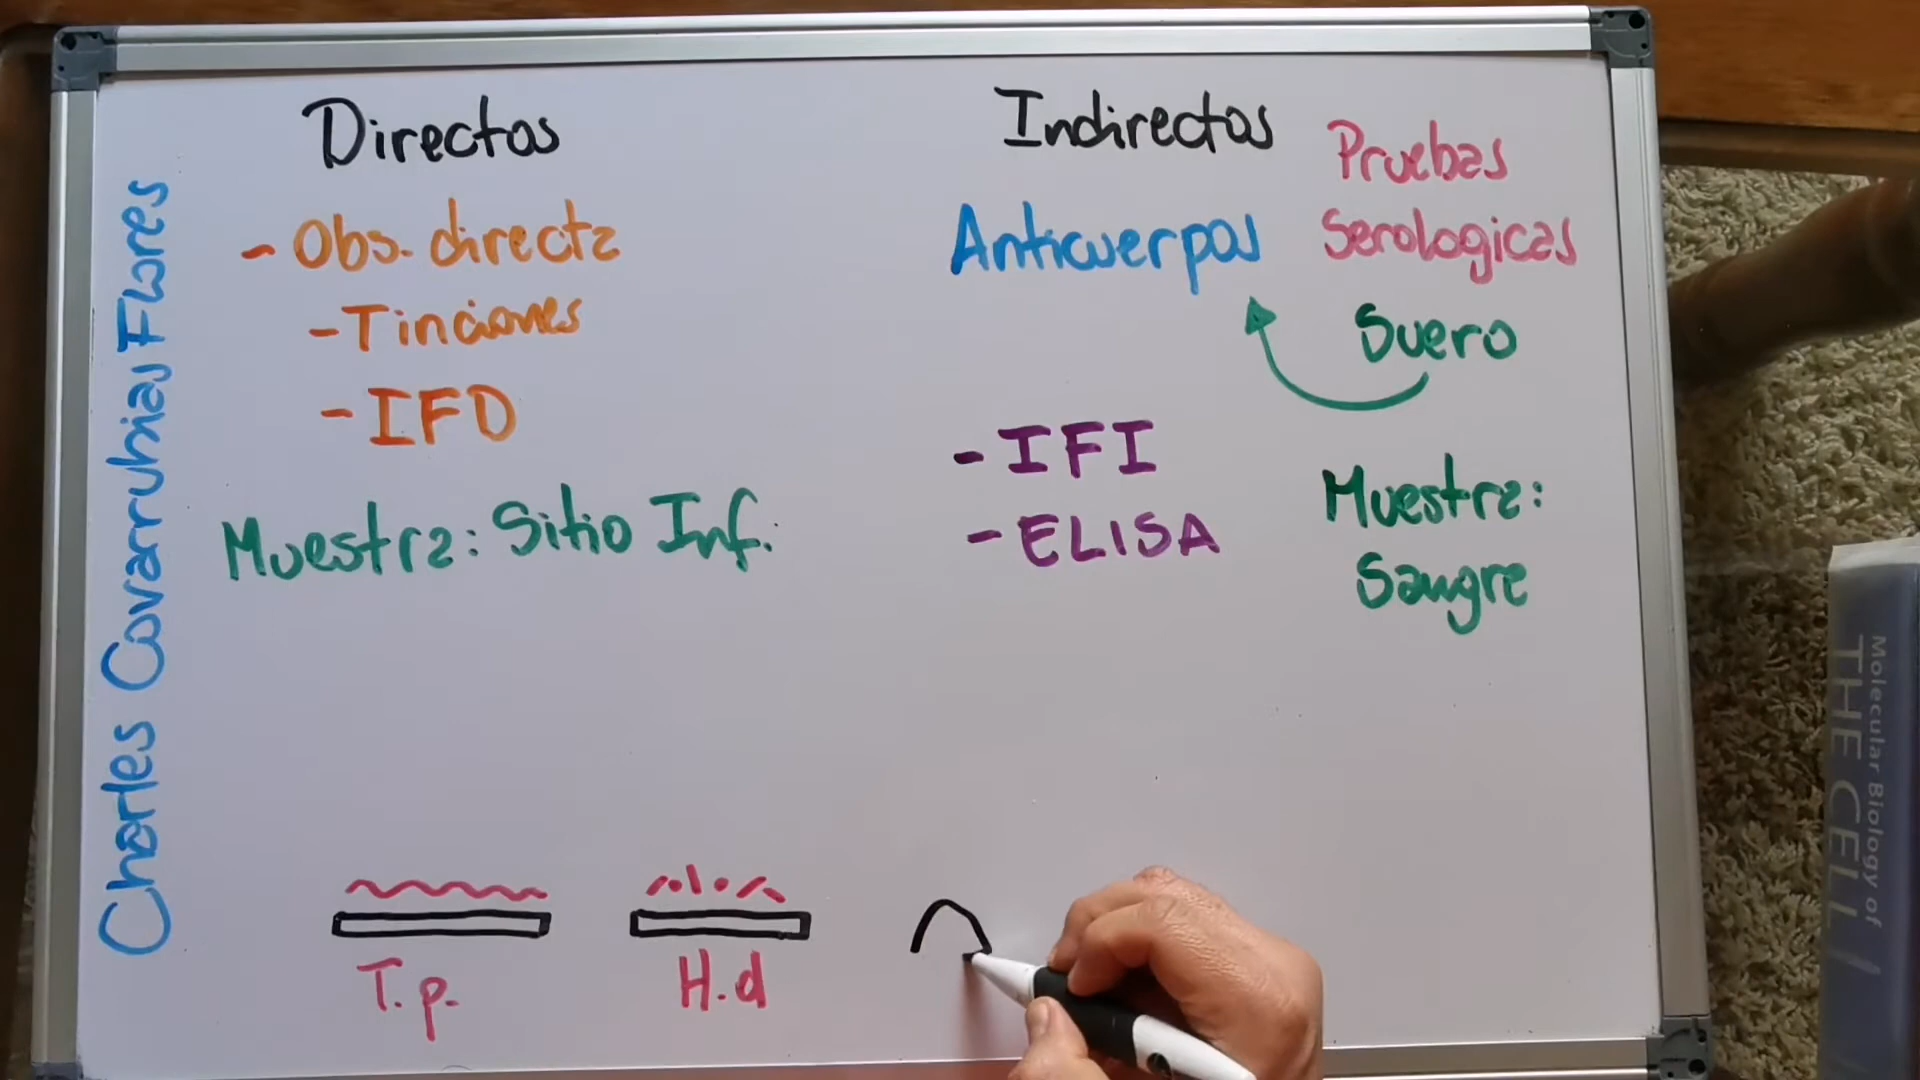 Directos
- Obs. directa
- Tinciones
- IFD
Muestra: Sitio Inf.
Indirectos
Anticuerpos
Pruebas
Serologicas
Suero
- IFI
- ELISA
Muestra:
Sangre
T. p.
H. d
Charles Covarruhias Flores
Molecular Biology of
THE CELL